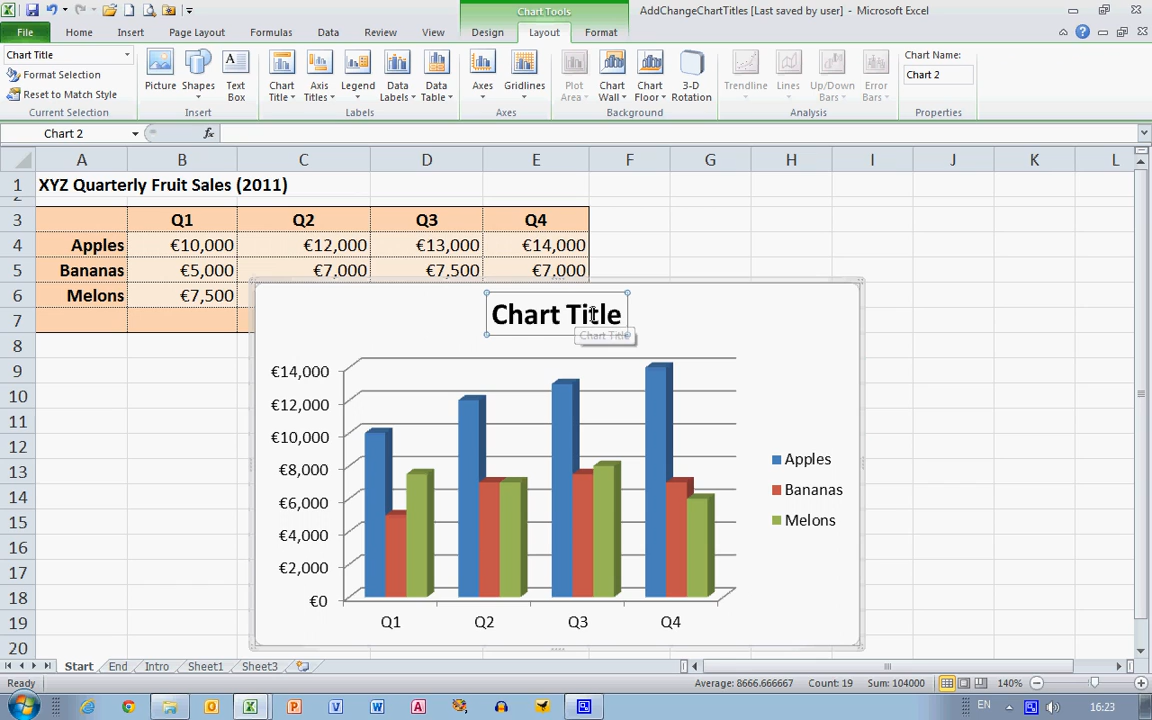 Chart Tools
AddChangeChartTitles [Last saved by user] - Microsoft Excel
File Home Insert Page Layout Formulas Data Review View Design Layout Format
Chart Title
Format Selection
Reset to Match Style
Current Selection
Picture Shapes Text Box
Insert
Chart Title Axis Titles Legend Data Labels Data Table
Labels
Axes Gridlines
Axes
Plot Area Chart Wall Chart Floor 3-D Rotation
Background
Trendline Lines Up/Down Bars Error Bars
Analysis
Chart Name:
Chart 2
Properties
Chart 2 fx
A B C D E F G H I J K L
1 XYZ Quarterly Fruit Sales (2011)
2
3 Q1 Q2 Q3 Q4
4 Apples €10,000 €12,000 €13,000 €14,000
5 Bananas €5,000 €7,000 €7,500 €7,000
6 Melons €7,500
7
8
9
10
11
12
13
14
15
16
17
18
19
20
Chart Title
Chart Title
€14,000
€12,000
€10,000
€8,000
€6,000
€4,000
€2,000
€0
Q1 Q2 Q3 Q4
Apples
Bananas
Melons
Start End Intro Sheet1 Sheet3
Ready Average: 8666.666667 Count: 19 Sum: 104000 140%
EN 16:23